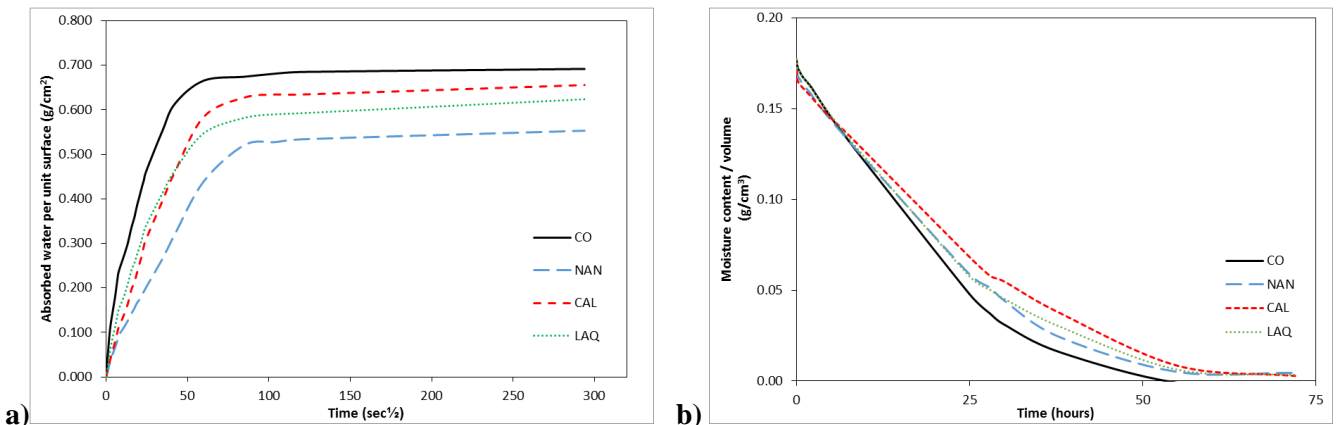 0.800
0.700
0.600
0.500
0.400
0.300
0.200
0.100
0.000
Absorbed water per unit surface (g/cm²)
CO
NAN
CAL
LAQ
0
50
100
150
200
250
300
Time (sec½)
a)
0.20
0.15
0.10
0.05
0.00
Moisture content / volume
(g/cm³)
CO
NAN
CAL
LAQ
0
25
50
75
Time (hours)
b)